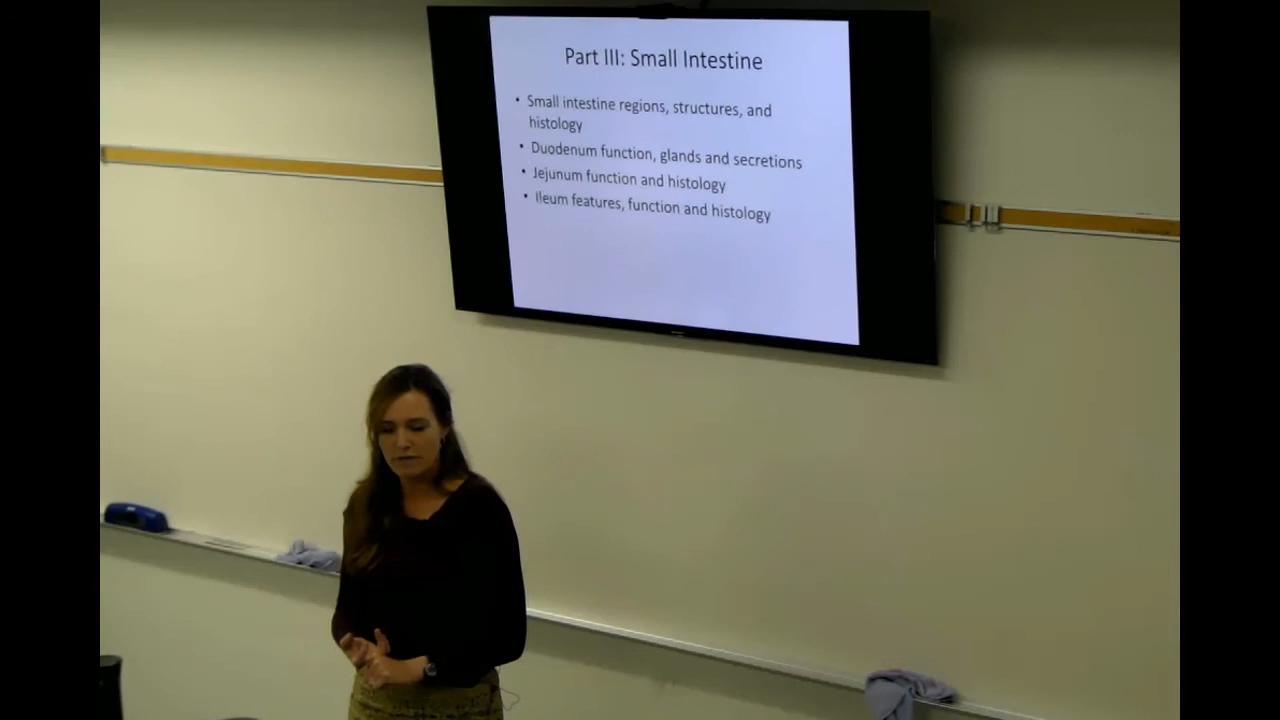 Part III: Small Intestine
• Small intestine regions, structures, and
histology
• Duodenum function, glands and secretions
• Jejunum function and histology
• Ileum features, function and histology